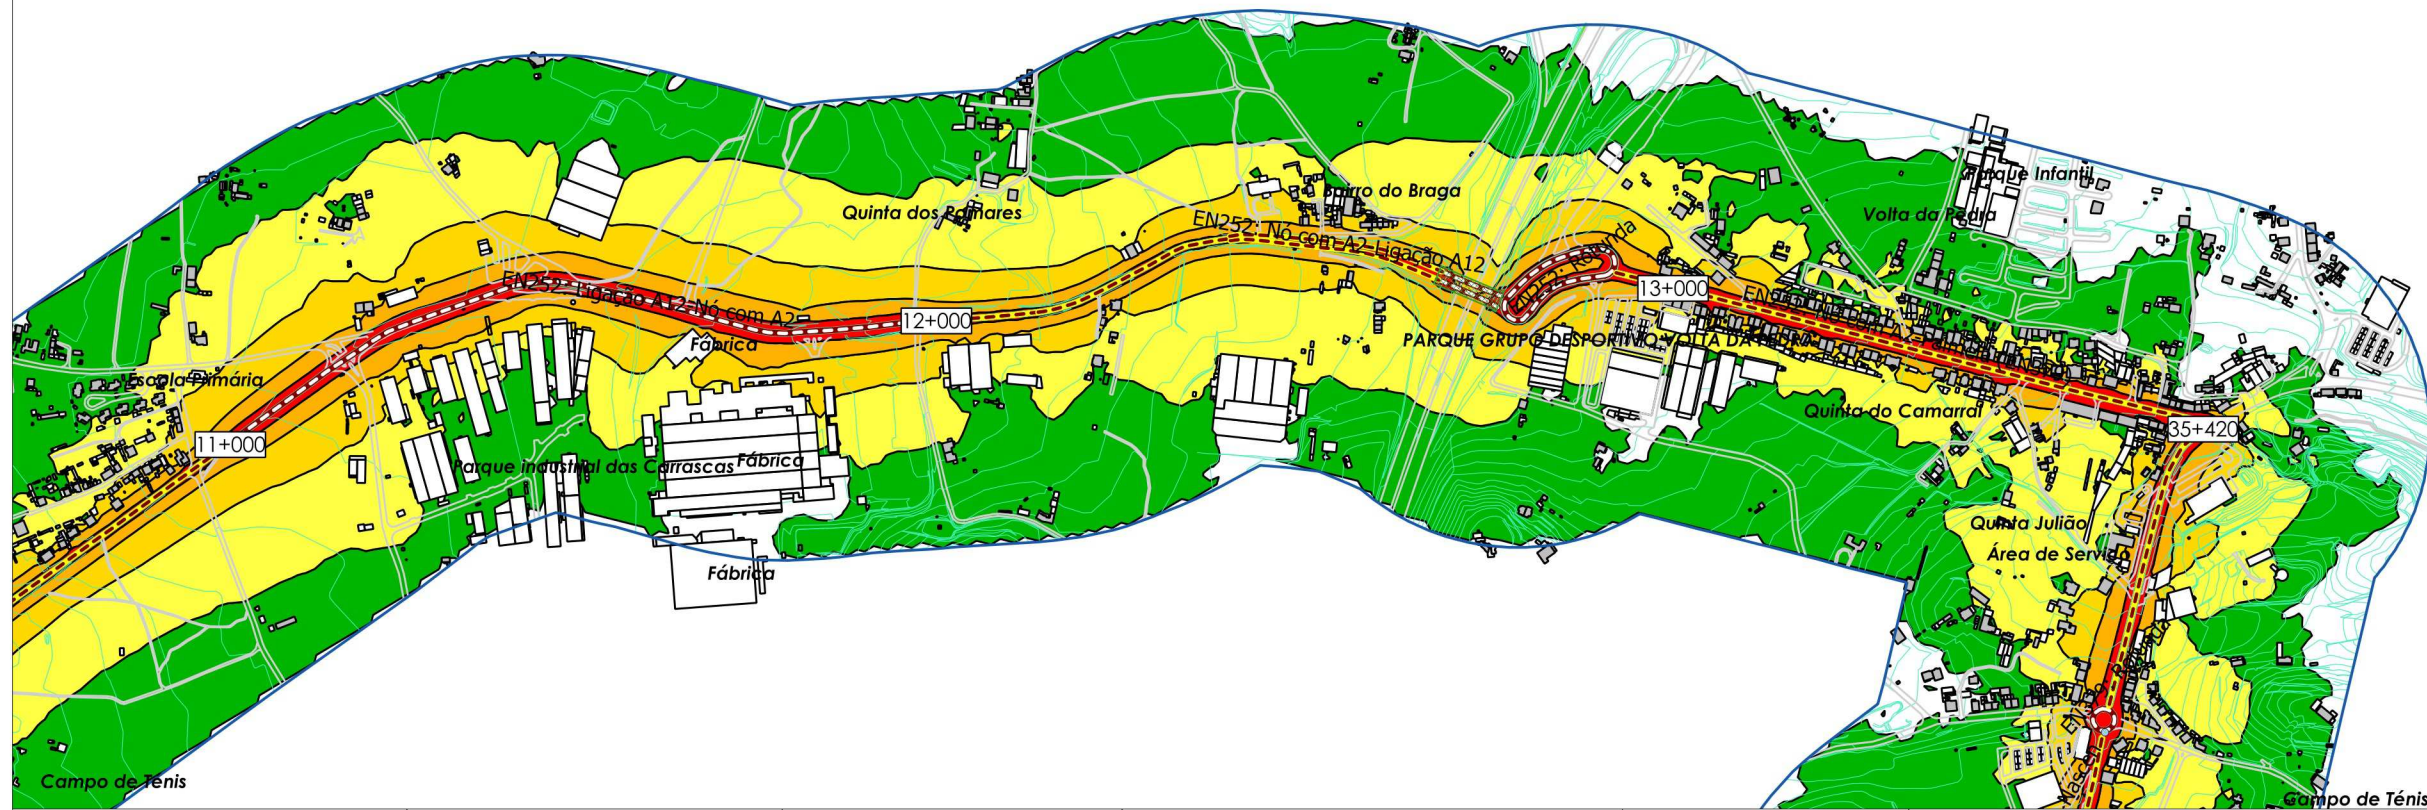 Parque Infantil
Bairro do Braga
Quinta dos Pomares
Volta da Pedra
EN252: Nó com A2-Ligação A12
EN252: Ligação A12-Nó com A2
13+000
12+000
Fábrica
PARQUE GRUPO DESPORTIVO VOLTA DA PEDRA
Escola Primária
Quinta do Camarral
35+420
11+000
Parque industrial das Carrascas
Fábrica
Quinta Julião
Área de Serviço
Fábrica
Campo de Ténis
Campo de Ténis